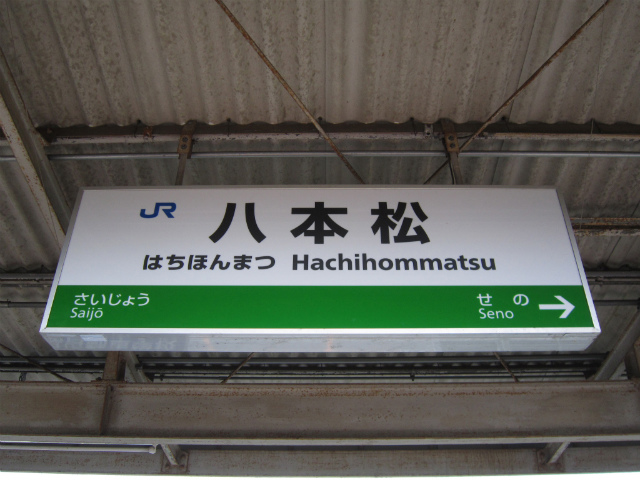 JR 八本松
はちほんまつ Hachihommatsu
さいじょう せの →
Saijō Seno